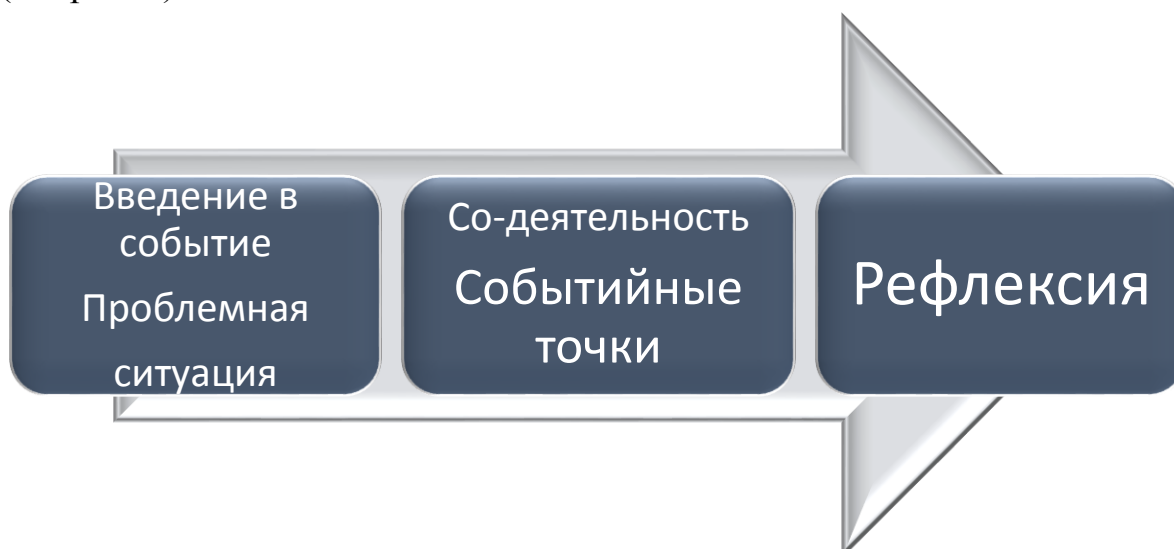 Введение в
событие
Проблемная
ситуация
Со-деятельность
Событийные
точки
Рефлексия